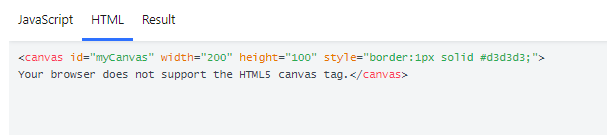 JavaScript HTML Result
<canvas id="myCanvas" width="200" height="100" style="border:1px solid #d3d3d3;">
Your browser does not support the HTML5 canvas tag.</canvas>